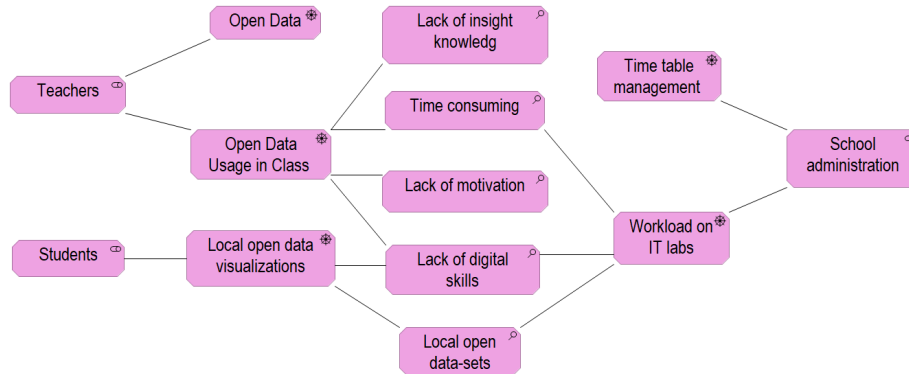 Open Data
Lack of insight
knowledg
Teachers
Time consuming
Time table
management
Open Data
Usage in Class
School
administration
Lack of motivation
Students
Local open data
visualizations
Lack of digital
skills
Workload on
IT labs
Local open
data-sets